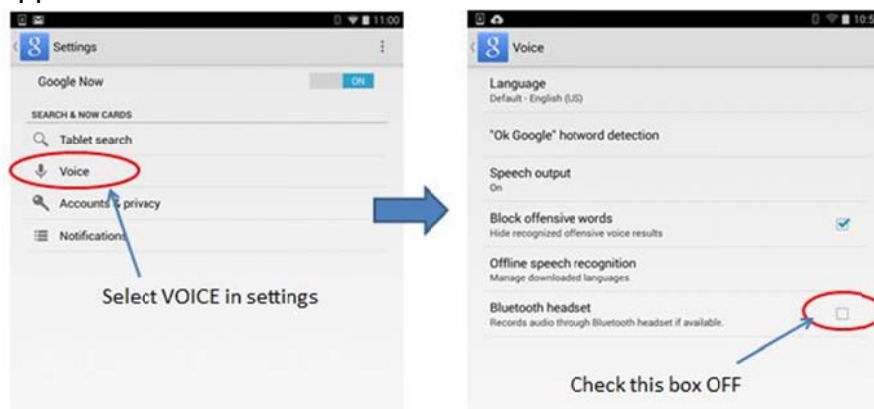 11:00
Settings
Google Now
ON
SEARCH & NOW CARDS
Tablet search
Voice
Accounts & privacy
Notifications
Select VOICE in settings
Voice
Language
Default - English (US)
"Ok Google" hotword detection
Speech output
On
Block offensive words
Hide recognized offensive voice results
Offline speech recognition
Manage downloaded languages
Bluetooth headset
Records audio through Bluetooth headset if available.
Check this box OFF